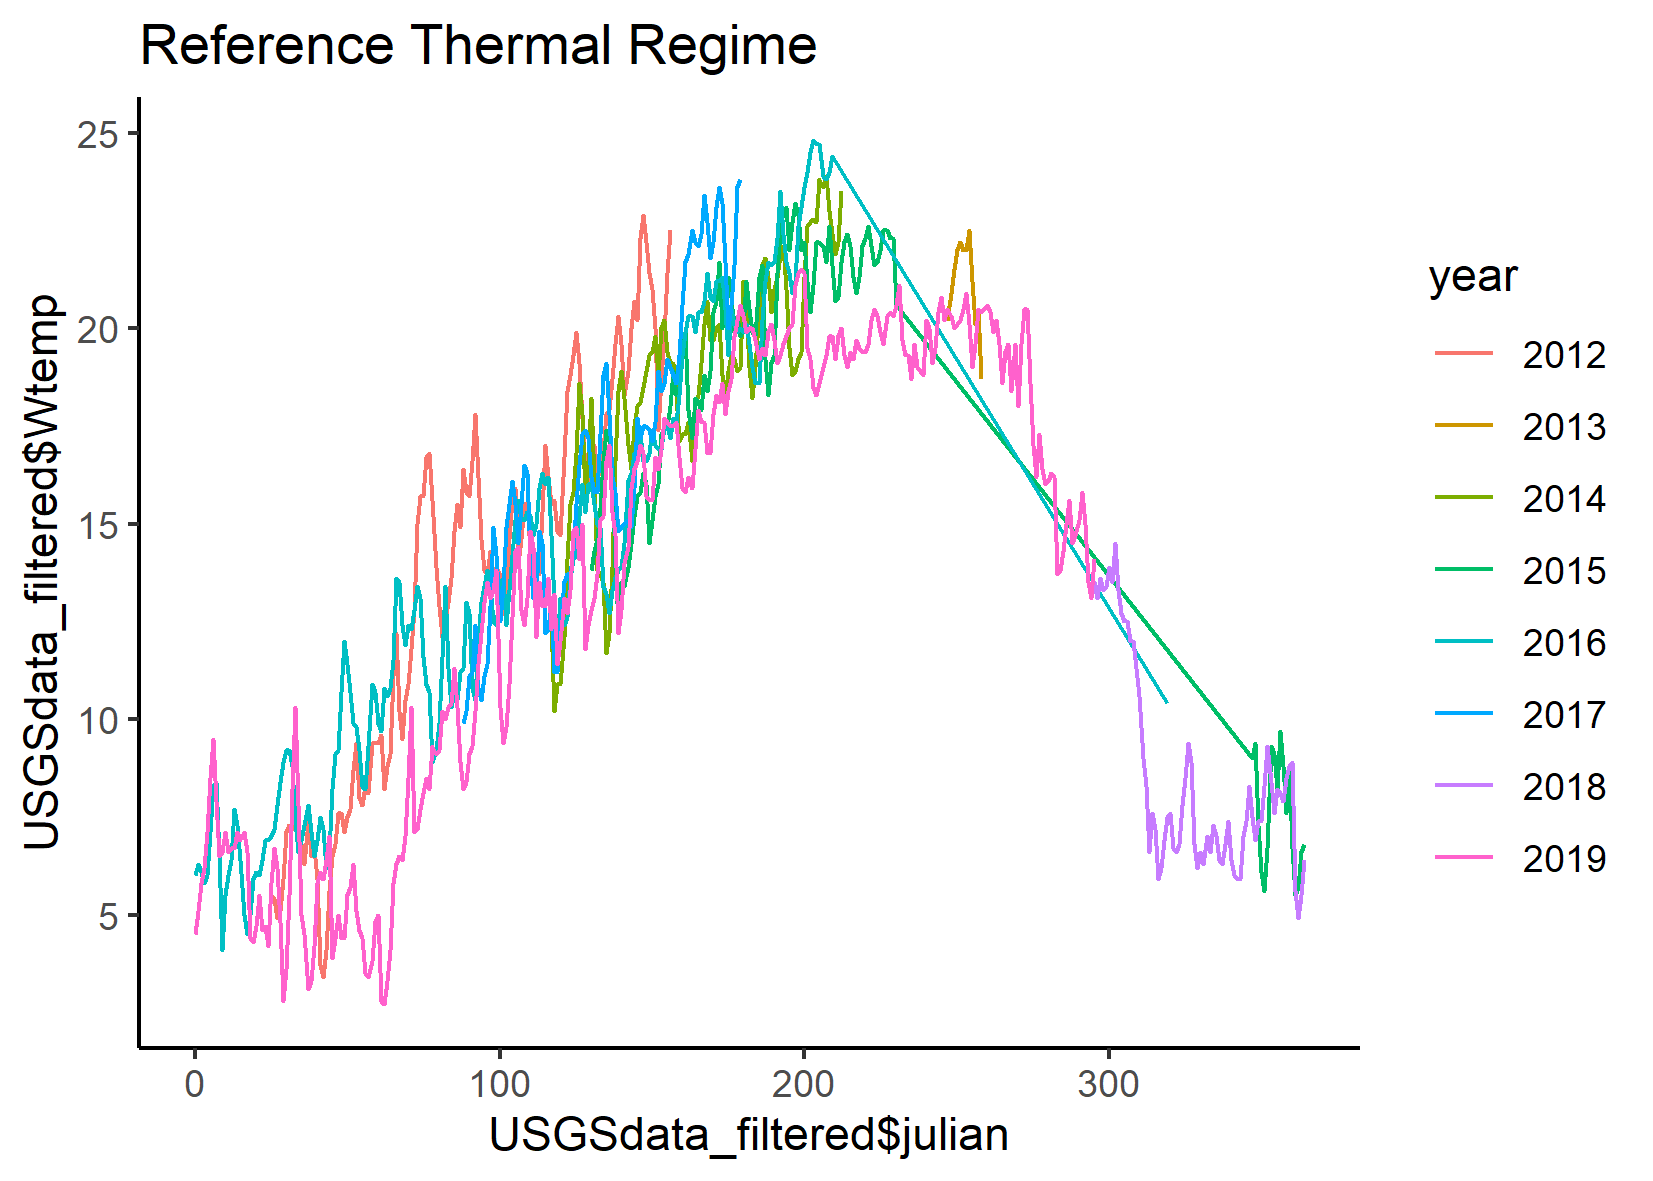 Reference Thermal Regime
25
20
15
10
5
USGSdata_filtered$Wtemp
0 100 200 300
USGSdata_filtered$julian
year
2012
2013
2014
2015
2016
2017
2018
2019